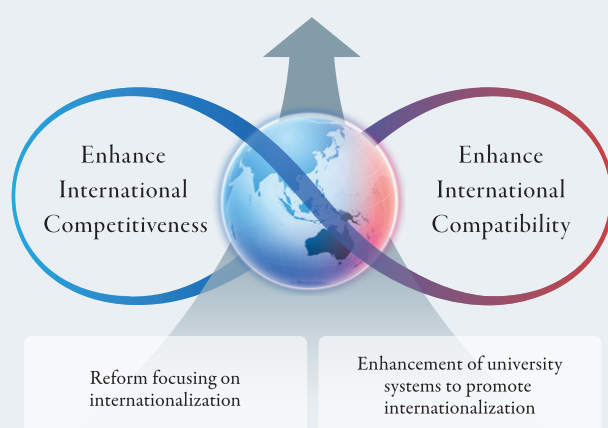 Enhance
International
Competitiveness
Enhance
International
Compatibility
Reform focusing on
internationalization
Enhancement of university
systems to promote
internationalization